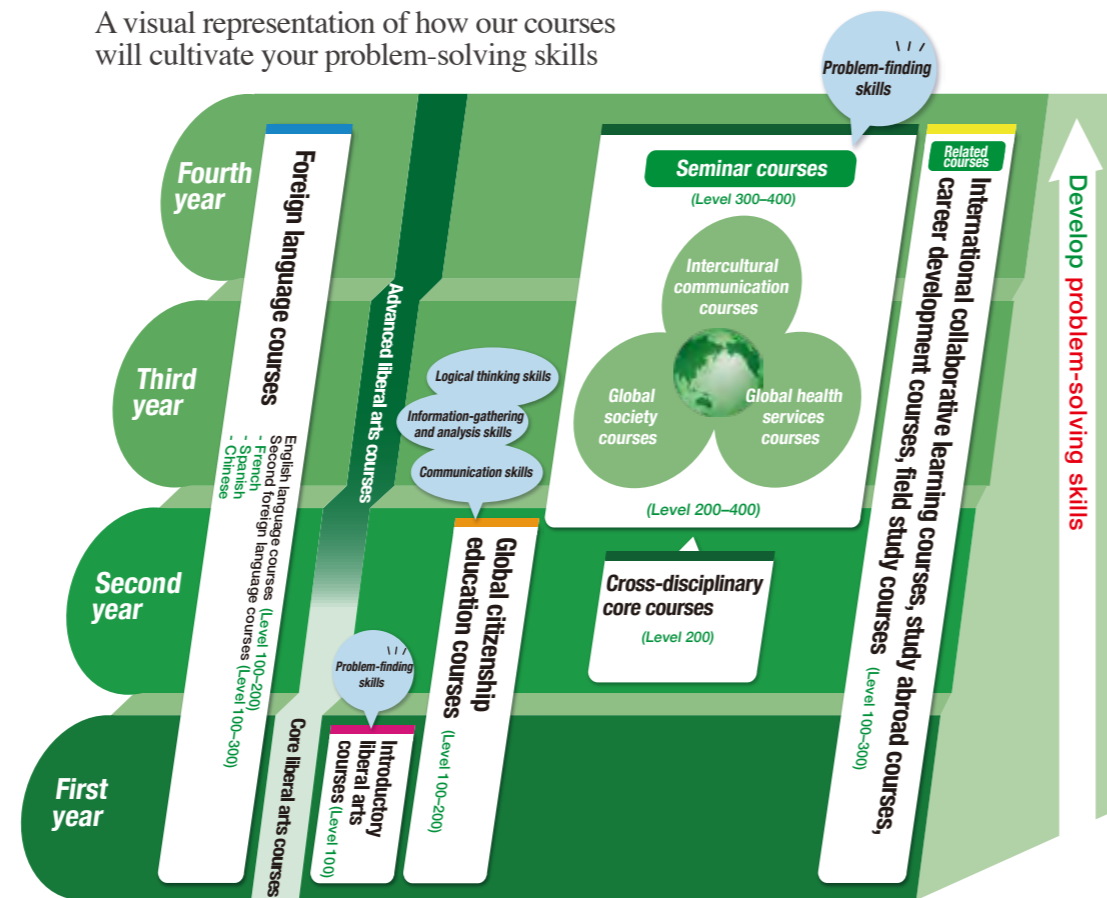 A visual representation of how our courses
will cultivate your problem-solving skills
Problem-finding
skills
Fourth
year
Third
year
Second
year
First
year
Foreign language courses
English language courses (Level 100–200)
Second foreign language courses (Level 100–300)
- French
- Spanish
- Chinese
Advanced liberal arts courses
Core liberal arts courses
Problem-finding
skills
Introductory
liberal arts
courses (Level 100)
Logical thinking skills
Information-gathering
and analysis skills
Communication skills
Global citizenship
education courses (Level 100–200)
Seminar courses
(Level 300–400)
Intercultural
communication
courses
Global
society
courses
Global health
services
courses
(Level 200–400)
Cross-disciplinary
core courses
(Level 200)
Related
courses
International collaborative learning courses, study abroad courses,
career development courses, field study courses (Level 100–300)
Develop problem-solving skills